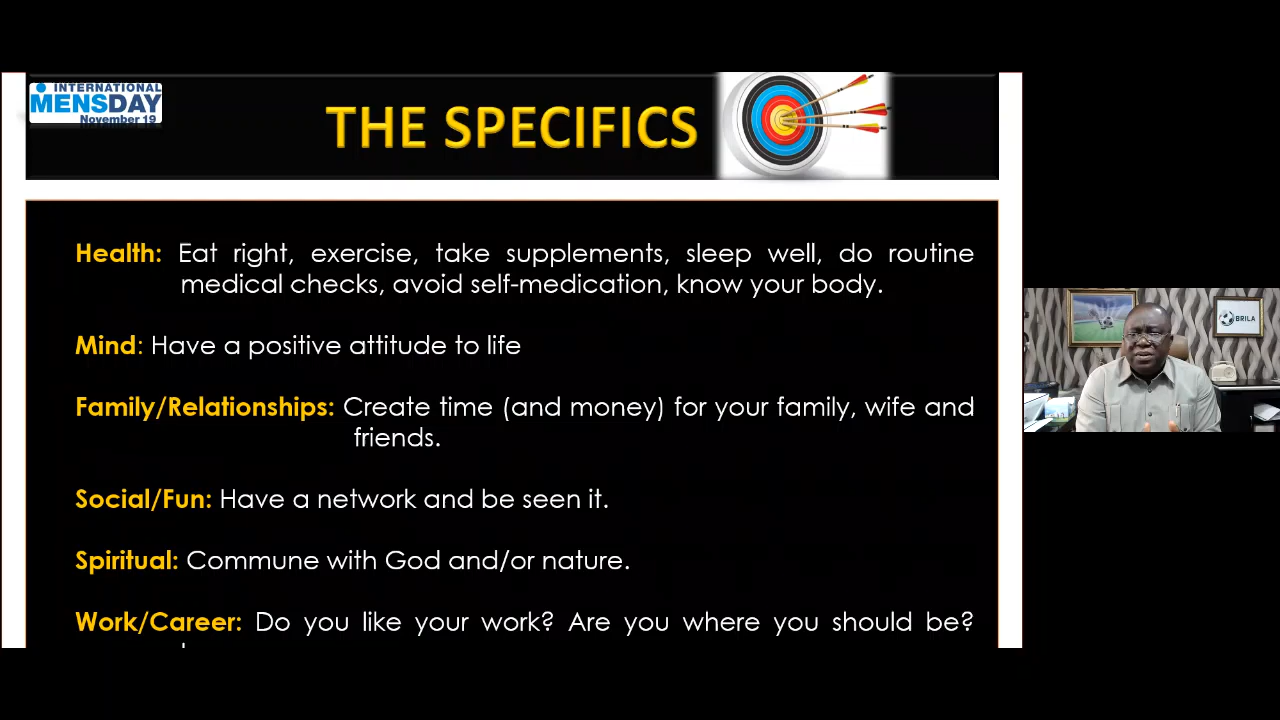 INTERNATIONAL
MENSDAY
November 19
THE SPECIFICS
Health: Eat right, exercise, take supplements, sleep well, do routine
medical checks, avoid self-medication, know your body.
Mind: Have a positive attitude to life
Family/Relationships: Create time (and money) for your family, wife and
friends.
Social/Fun: Have a network and be seen it.
Spiritual: Commune with God and/or nature.
Work/Career: Do you like your work? Are you where you should be?
BRILA